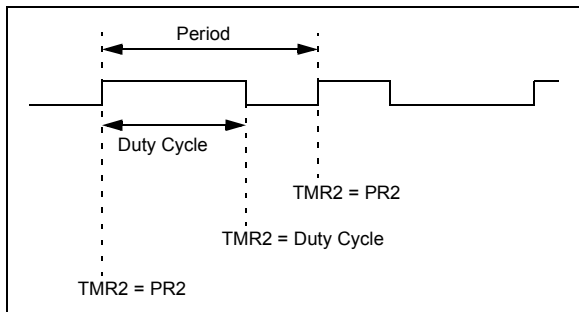 Period
Duty Cycle
TMR2 = PR2
TMR2 = Duty Cycle
TMR2 = PR2